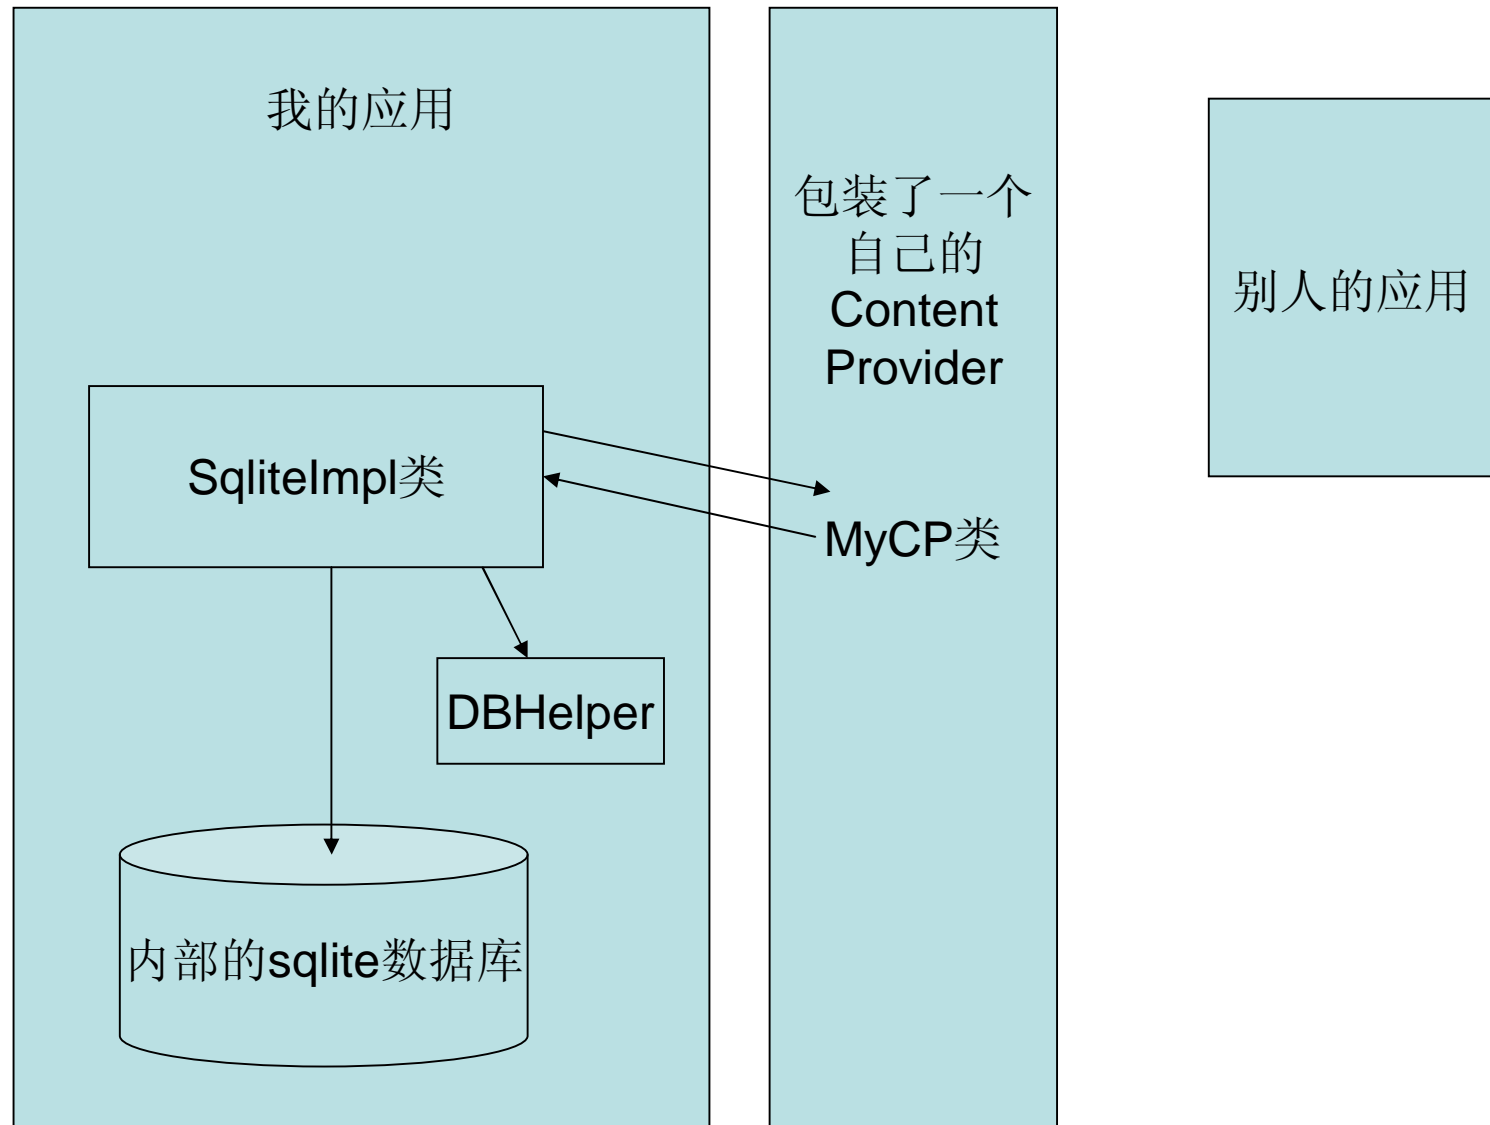 我的应用
包装了一个
自己的
Content
Provider
别人的应用
SqliteImpl类
MyCP类
DBHelper
内部的sqlite数据库